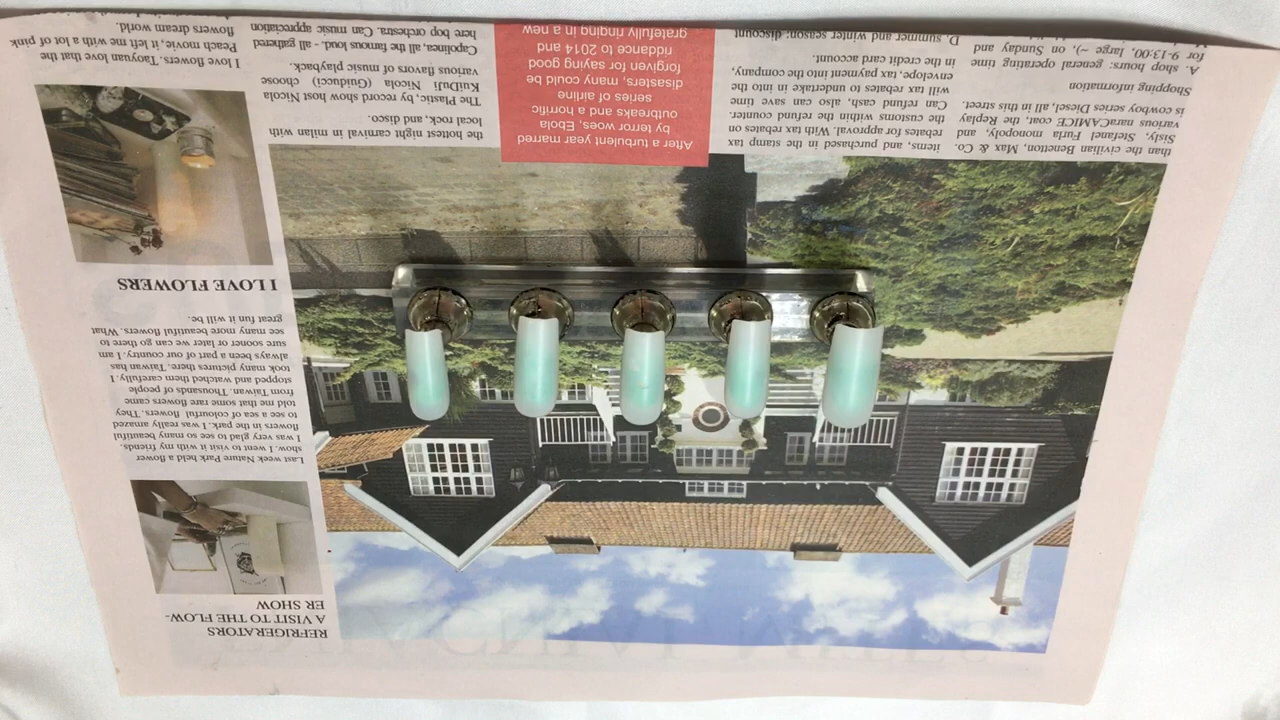 REFRIGERATORS
A VISIT TO THE FLOW-
ER SHOW
Last week Nature Park held a flower
show. I went to visit it with my friends.
I was very glad to see so many beautiful
flowers in the park. I was really amazed
to see a sea of colourful flowers. They
told me that some rare flowers came
from Taiwan. Thousands of people
stopped and watched them carefully. I
took many pictures there. Taiwan has
always been a part of our country. I am
sure sooner or later we can go there to
see many more beautiful flowers. What
great fun it will be.
I LOVE FLOWERS
I love flowers. Taoyao, love that the
Peach movie, it left me with a lot of pink
flowers dream world.
than the civilian Benetton, Max & Co.
Sisly, Stefanel Furla monopoly, and
various naraCAMICE coat, the Replay
is cowboy series Diesel, all in this street.
Shopping information
A. shop hours: general operating time
for 9-13:00, large ~), on Sunday and
items, and purchased in the stamp tax
rebates for approval. With tax rebates on
the customs within the refund counter.
Can refund cash, also can save time
will tax rebates to undertake in into the
envelope, tax payment into the company,
in the credit card account.
D. summer and winter season: discount
After a turbulent year marred
by terror woes, Ebola
outbreaks and a horrific
series of airline
disasters, many could be
forgiven for saying good
riddance to 2014 and
gratefully ringing in a new
the hottest night carnival in milan with
local rock, and disco.
The Plastic, by record show host Nicola
KuiDiLi Nicola (Guiducci) choose
various flavors of music playback.
Capolinea, all the famous loud. - all gathered
here bop orchestra. Can music appreciation